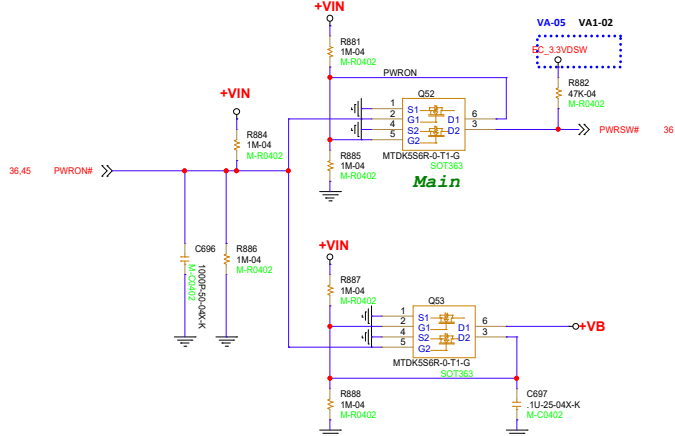 +VIN
VA-05 VA1-02
R881
1M-04
M-R0402
EC_3.3VDSW
PWRON
Q52
R882
47K-04
M-R0402
+VIN
1
2
4
5
S1
G1 D1
S2 D2
G2
6
3
R884
1M-04
M-R0402
PWRSW# 36
MTDK5S6R-0-T1-G
SOT363
Main
R885
1M-04
M-R0402
36,45 PWRON#
C696
1000P-50-04X-K
M-C0402
R886
1M-04
M-R0402
+VIN
R887
1M-04
M-R0402
Q53
1
2
4
5
S1
G1 D1
S2 D2
G2
6
3
+VB
MTDK5S6R-0-T1-G
SOT363
R888
1M-04
M-R0402
C697
.1U-25-04X-K
M-C0402